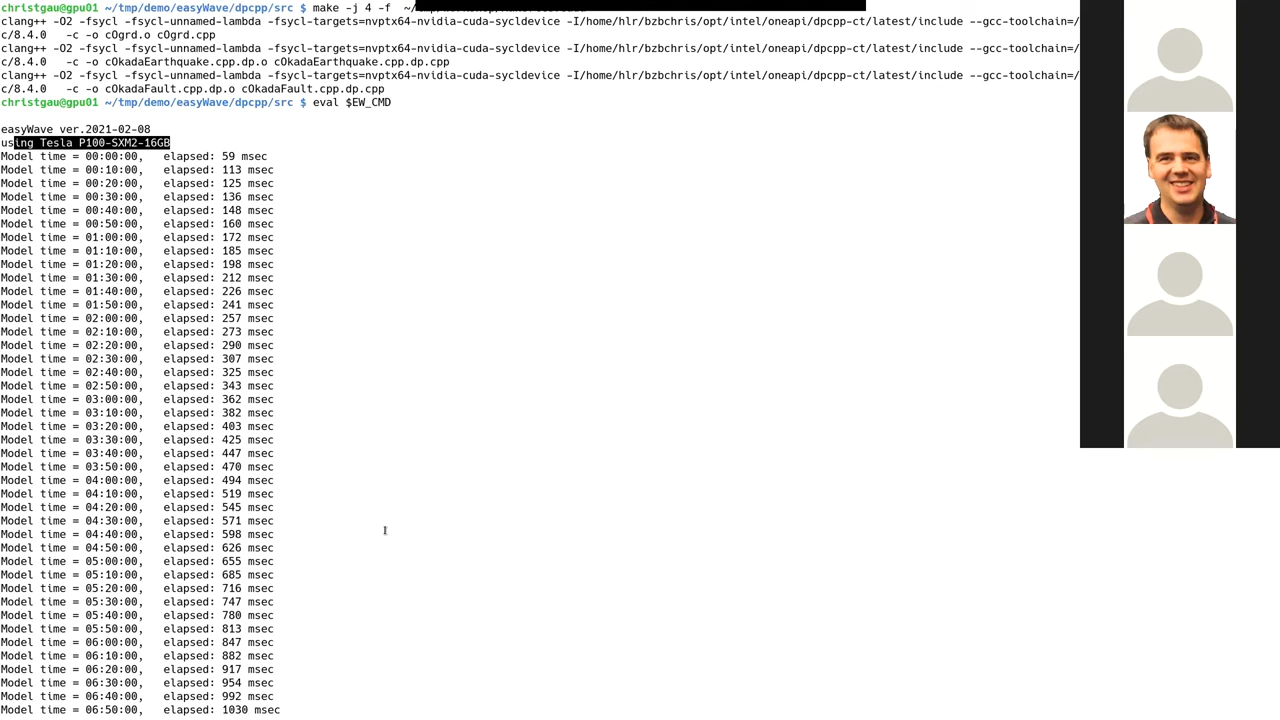 christgau@gpu01 ~/tmp/demo/easyWave/dpcpp/src $ make -j 4 -f ~/
clang++ -O2 -fsycl -fsycl-unnamed-lambda -fsycl-targets=nvptx64-nvidia-cuda-sycldevice -I/home/hlr/bzbchris/opt/intel/oneapi/dpcpp-ct/latest/include --gcc-toolchain=/
c/8.4.0   -c -o cOgrd.o cOgrd.cpp
clang++ -O2 -fsycl -fsycl-unnamed-lambda -fsycl-targets=nvptx64-nvidia-cuda-sycldevice -I/home/hlr/bzbchris/opt/intel/oneapi/dpcpp-ct/latest/include --gcc-toolchain=/
c/8.4.0   -c -o cOkadaEarthquake.cpp.dp.o cOkadaEarthquake.cpp.dp.cpp
clang++ -O2 -fsycl -fsycl-unnamed-lambda -fsycl-targets=nvptx64-nvidia-cuda-sycldevice -I/home/hlr/bzbchris/opt/intel/oneapi/dpcpp-ct/latest/include --gcc-toolchain=/
c/8.4.0   -c -o cOkadaFault.cpp.dp.o cOkadaFault.cpp.dp.cpp
christgau@gpu01 ~/tmp/demo/easyWave/dpcpp/src $ eval $EW_CMD
easyWave ver.2021-02-08
using Tesla P100-SXM2-16GB
Model time = 00:00:00,   elapsed: 59 msec
Model time = 00:10:00,   elapsed: 113 msec
Model time = 00:20:00,   elapsed: 125 msec
Model time = 00:30:00,   elapsed: 136 msec
Model time = 00:40:00,   elapsed: 148 msec
Model time = 00:50:00,   elapsed: 160 msec
Model time = 01:00:00,   elapsed: 172 msec
Model time = 01:10:00,   elapsed: 185 msec
Model time = 01:20:00,   elapsed: 198 msec
Model time = 01:30:00,   elapsed: 212 msec
Model time = 01:40:00,   elapsed: 226 msec
Model time = 01:50:00,   elapsed: 241 msec
Model time = 02:00:00,   elapsed: 257 msec
Model time = 02:10:00,   elapsed: 273 msec
Model time = 02:20:00,   elapsed: 290 msec
Model time = 02:30:00,   elapsed: 307 msec
Model time = 02:40:00,   elapsed: 325 msec
Model time = 02:50:00,   elapsed: 343 msec
Model time = 03:00:00,   elapsed: 362 msec
Model time = 03:10:00,   elapsed: 382 msec
Model time = 03:20:00,   elapsed: 403 msec
Model time = 03:30:00,   elapsed: 425 msec
Model time = 03:40:00,   elapsed: 447 msec
Model time = 03:50:00,   elapsed: 470 msec
Model time = 04:00:00,   elapsed: 494 msec
Model time = 04:10:00,   elapsed: 519 msec
Model time = 04:20:00,   elapsed: 545 msec
Model time = 04:30:00,   elapsed: 571 msec
Model time = 04:40:00,   elapsed: 598 msec
Model time = 04:50:00,   elapsed: 626 msec
Model time = 05:00:00,   elapsed: 655 msec
Model time = 05:10:00,   elapsed: 685 msec
Model time = 05:20:00,   elapsed: 716 msec
Model time = 05:30:00,   elapsed: 747 msec
Model time = 05:40:00,   elapsed: 780 msec
Model time = 05:50:00,   elapsed: 813 msec
Model time = 06:00:00,   elapsed: 847 msec
Model time = 06:10:00,   elapsed: 882 msec
Model time = 06:20:00,   elapsed: 917 msec
Model time = 06:30:00,   elapsed: 954 msec
Model time = 06:40:00,   elapsed: 992 msec
Model time = 06:50:00,   elapsed: 1030 msec